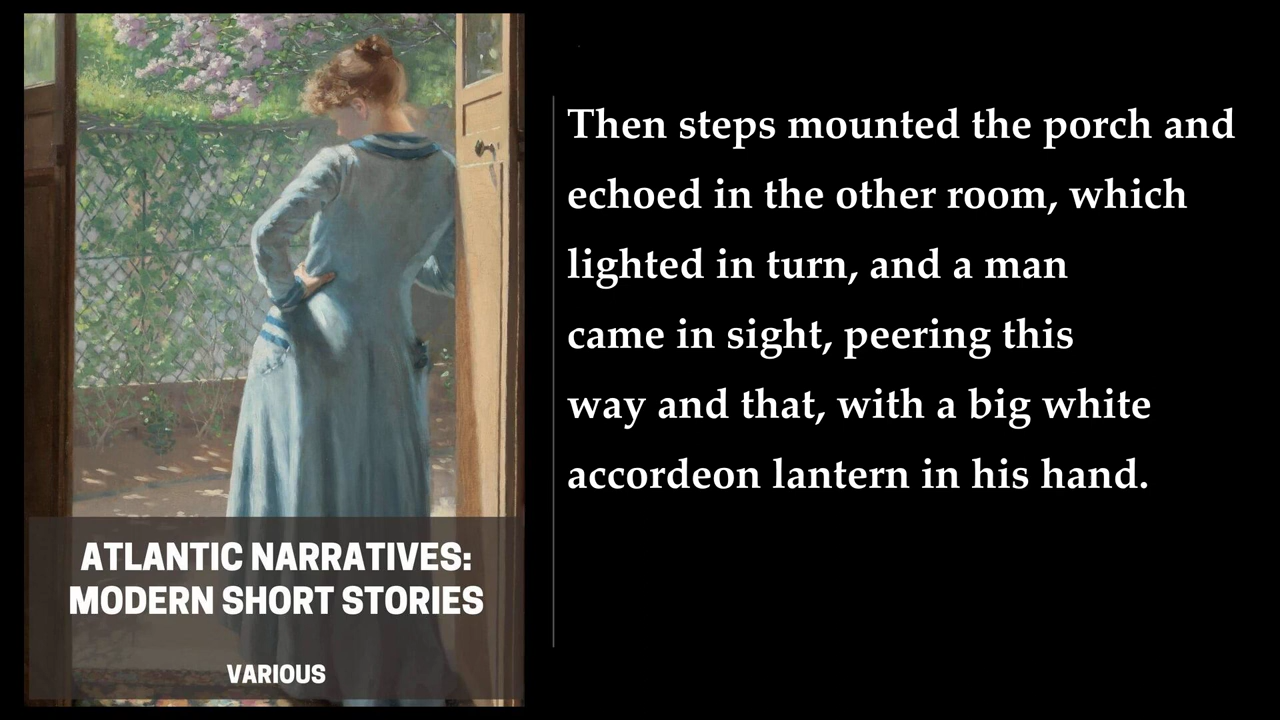 Then steps mounted the porch and
echoed in the other room, which
lighted in turn, and a man
came in sight, peering this
way and that, with a big white
accordeon lantern in his hand.
ATLANTIC NARRATIVES:
MODERN SHORT STORIES
VARIOUS